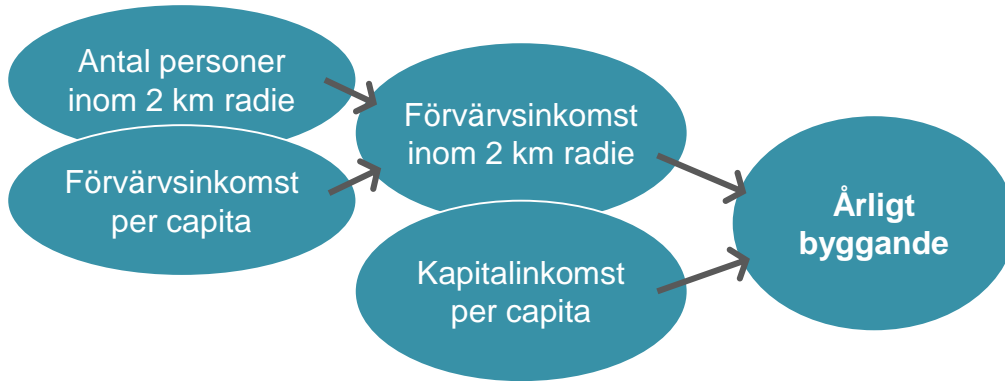 Antal personer
inom 2 km radie
Förvärvsinkomst
per capita
Förvärvsinkomst
inom 2 km radie
Kapitalinkomst
per capita
Årligt
byggande